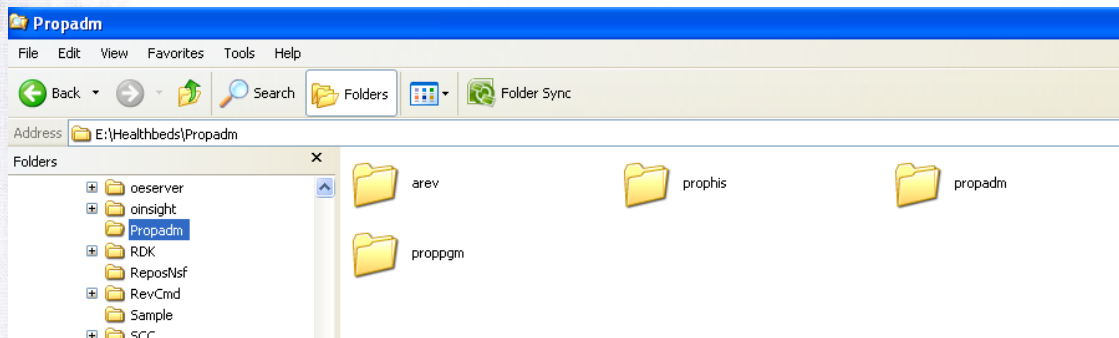 Propadm
File Edit View Favorites Tools Help
Back Search Folders Folder Sync
Address E:\Healthbeds\Propadm
Folders x
oeserver
oinsight
Propadm
RDK
ReposNsf
RevCmd
Sample
SCC
arev prophis propadm
proppgm